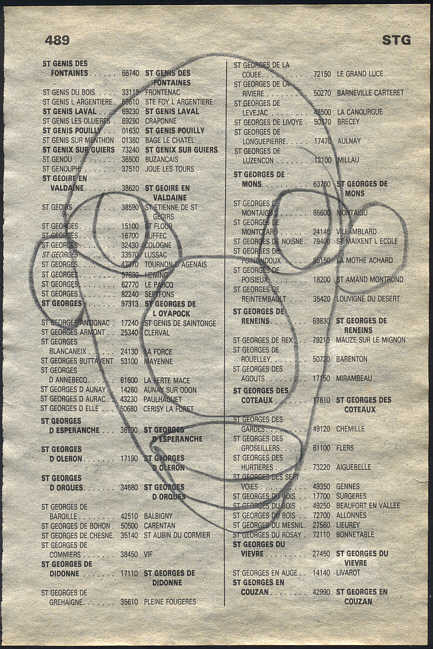 489
STG
ST GENIS DES
FONTAINES . . . 66740 ST GENIS DES
FONTAINES
ST GENIS DU BOIS . . 33115 FRONTENAC
ST GENIS L ARGENTIERE . 69610 STE FOY L ARGENTIERE
ST GENIS LAVAL . . . 69230 ST GENIS LAVAL
ST GENIS LES OLLIERES . 69290 CRAPONNE
ST GENIS POUILLY . . 01630 ST GENIS POUILLY
ST GENIS SUR MENTHON . 01380 BAGE LE CHATEL
ST GENIX SUR GUIERS . 73240 ST GENIX SUR GUIERS
ST GENOU . . . 36500 BUZANCAIS
ST GENOUPH . . . 37510 JOUE LES TOURS
ST GEOIRE EN
VALDAINE . . . 38620 ST GEOIRE EN
VALDAINE
ST GEOIRS . . . 38590 ST ETIENNE DE ST
GEOIRS
ST GEORGES . . . 15100 ST FLOUR
ST GEORGES . . . 16700 RUFFEC
ST GEORGES . . . 32430 COLOGNE
ST GEORGES . . . LUSSAC
ST GEORGES . . . TOURNON D AGENAIS
ST GEORGES . . . HEMING
ST GEORGES . . . 62770 LE PARCQ
ST GEORGES . . . 82240 SEPTFONDS
ST GEORGES . . . 97313 ST GEORGES DE
L OYAPOCK
ST GEORGES ANTIGNAC . 17240 ST GENIS DE SAINTONGE
ST GEORGES ARMONT . 25340 CLERVAL
ST GEORGES
BLANCANEIX . . . 24130 LA FORCE
ST GEORGES BUTTAVENT . 53100 MAYENNE
ST GEORGES
D ANNEBECQ . . . 61600 LA FERTE MACE
ST GEORGES D AUNAY . 14260 AUNAY SUR ODON
ST GEORGES D AURAC . 43230 PAULHAGUET
ST GEORGES D ELLE . . 50680 CERISY LA FORET
ST GEORGES
D ESPERANCHE . . 38790 ST GEORGES
D ESPERANCHE
ST GEORGES
D OLERON . . . 17190 ST GEORGES
D OLERON
ST GEORGES
D ORQUES . . . 34680 ST GEORGES
D ORQUES
ST GEORGES DE
BAROILLE . . . 42510 BALBIGNY
ST GEORGES DE BOHON . 50500 CARENTAN
ST GEORGES DE CHESNE . 35140 ST AUBIN DU CORMIER
ST GEORGES DE
COMMIERS . . . 38450 VIF
ST GEORGES DE
DIDONNE . . . 17110 ST GEORGES DE
DIDONNE
ST GEORGES DE
GREHAIGNE . . . 35610 PLEINE FOUGERES
ST GEORGES DE LA
COUEE . . . 72150 LE GRAND LUCE
ST GEORGES DE LA
RIVIERE . . . 50270 BARNEVILLE CARTERET
ST GEORGES DE
LEVEJAC . . . 48500 LA CANOURGUE
ST GEORGES DE LIVOYE . 50370 BRECEY
ST GEORGES DE
LONGUEPIERRE . . . 17470 AULNAY
ST GEORGES DE
LUZENCON . . . 12100 MILLAU
ST GEORGES DE
MONS . . . 63780 ST GEORGES DE
MONS
ST GEORGES DE
MONTAIGU . . . 85600 MONTAIGU
ST GEORGES DE
MONTCLARD . . . 24140 VILLAMBLARD
ST GEORGES DE NOISNE . 79400 ST MAIXENT L ECOLE
ST GEORGES DE
POINTINDOUX . . . 85150 LA MOTHE ACHARD
ST GEORGES DE
POISIEUX . . . 18200 ST AMAND MONTROND
ST GEORGES DE
REINTEMBAULT . . . 35420 LOUVIGNE DU DESERT
ST GEORGES DE
RENEINS . . . 69830 ST GEORGES DE
RENEINS
ST GEORGES DE REX . . 79210 MAUZE SUR LE MIGNON
ST GEORGES DE
ROUELLEY . . . 50720 BARENTON
ST GEORGES DES
AGOUTS . . . 17150 MIRAMBEAU
ST GEORGES DES
COTEAUX . . . 17810 ST GEORGES DES
COTEAUX
ST GEORGES DES
GARDES . . . 49120 CHEMILLE
ST GEORGES DES
GROSEILLERS . . . 61100 FLERS
ST GEORGES DES
HURTIERES . . . 73220 AIGUEBELLE
ST GEORGES DES SEPT
VOIES . . . 49350 GENNES
ST GEORGES DU BOIS . 17700 SURGERES
ST GEORGES DU BOIS . 49250 BEAUFORT EN VALLEE
ST GEORGES DU BOIS . 72700 ALLONNES
ST GEORGES DU MESNIL . 27560 LIEUREY
ST GEORGES DU ROSAY . 72110 BONNETABLE
ST GEORGES DU
VIEVRE . . . 27450 ST GEORGES DU
VIEVRE
ST GEORGES EN AUGE . . 14140 LIVAROT
ST GEORGES EN
COUZAN . . . 42990 ST GEORGES EN
COUZAN